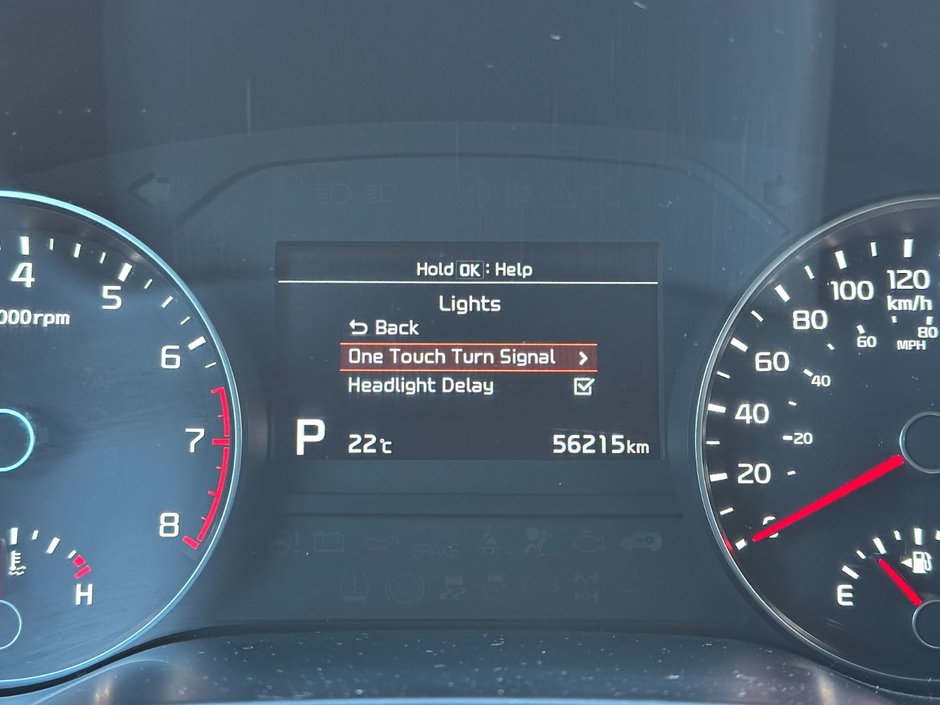 Hold OK : Help
Lights
Back
One Touch Turn Signal
Headlight Delay
P 22℃ 56215km
4
5
000rpm
6
7
8
H
120
100
km/h
80
80
60
MPH
60
40
40
20
20
0
E